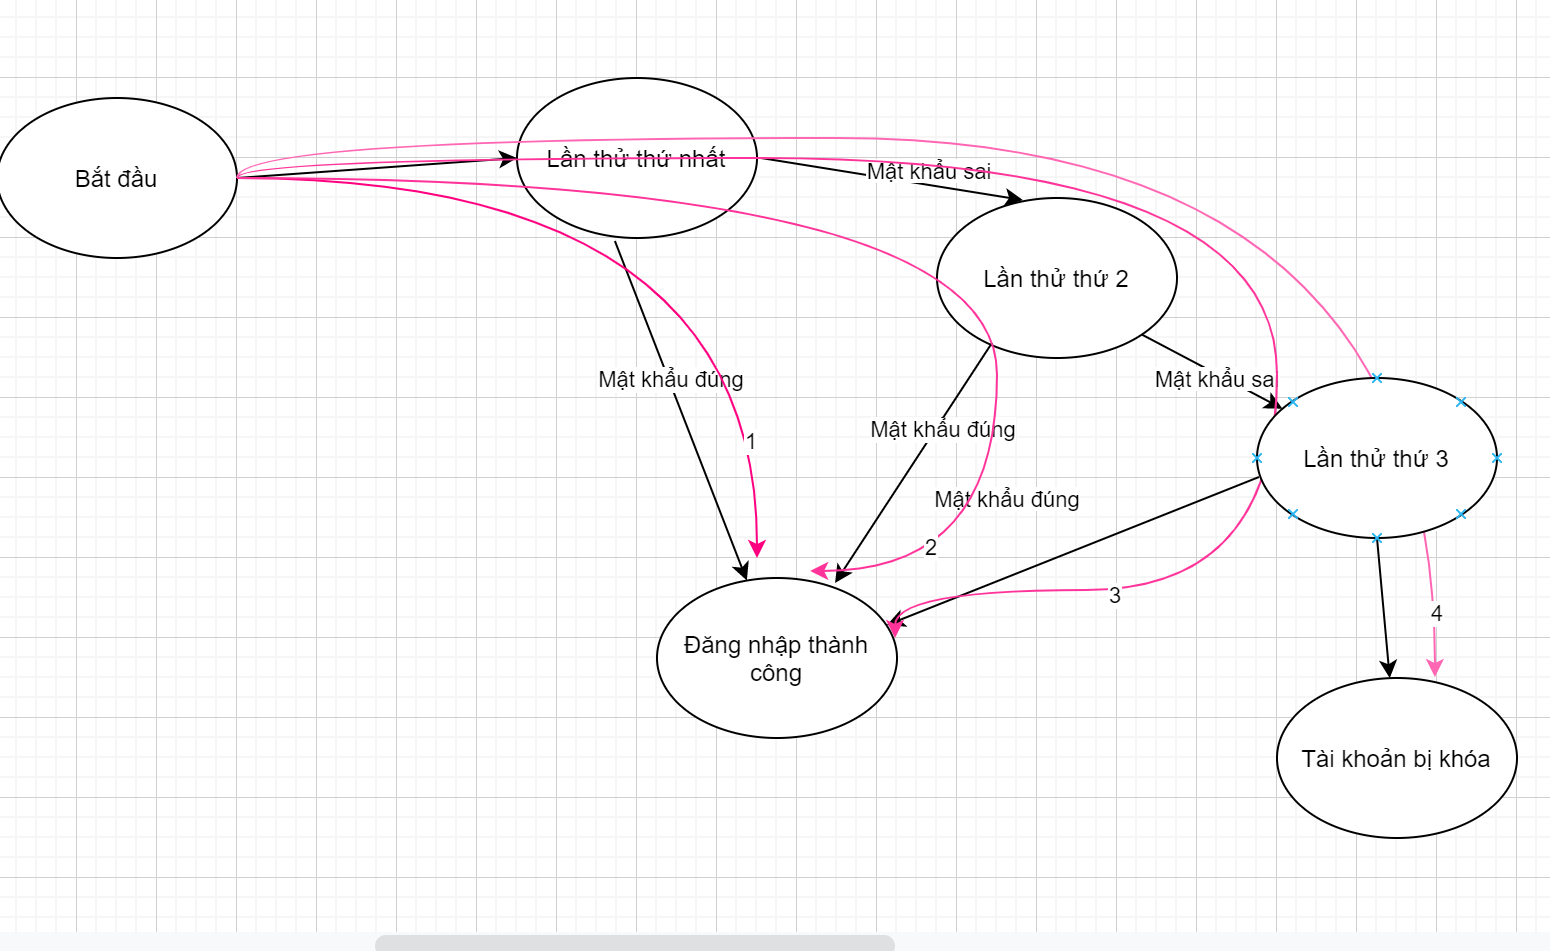 Bắt đầu
Lần thử thứ nhất
Mật khẩu sai
Lần thử thứ 2
Mật khẩu đúng
Mật khẩu sa
Mật khẩu đúng
1
Lần thử thứ 3
Mật khẩu đúng
2
3
4
Đăng nhập thành
công
Tài khoản bị khóa